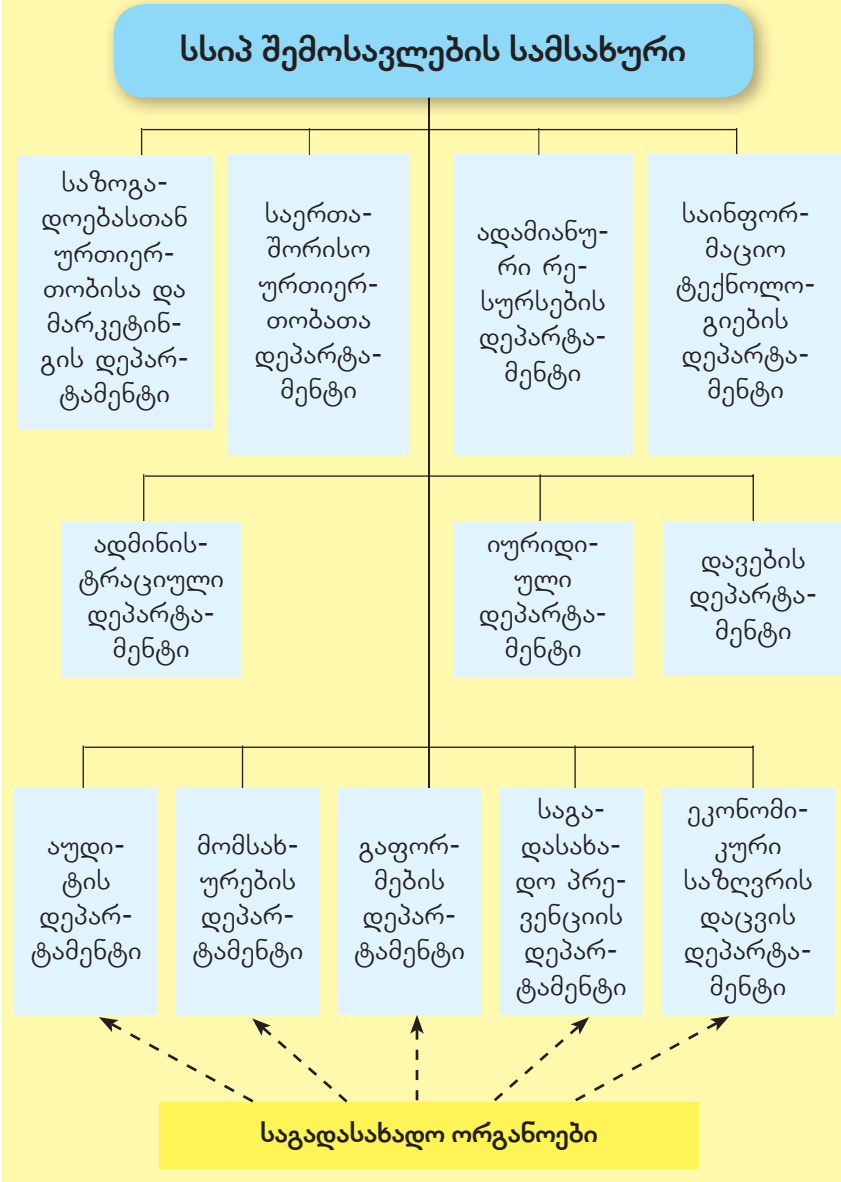 სსიპ შემოსავლების სამსახური
საზოგა-
დოებასთან
ურთიერ-
თობისა და
მარკეტინ-
გის დეპარ-
ტამენტი
საერთა-
შორისო
ურთიერ-
თობათა
დეპარტა-
მენტი
ადამიანუ-
რი რე-
სურსების
დეპარტა-
მენტი
საინფორ-
მაციო
ტექნოლო-
გიების
დეპარტა-
მენტი
ადმინის-
ტრაციული
დეპარტა-
მენტი
იურიდი-
ული
დეპარტა-
მენტი
დავების
დეპარტა-
მენტი
აუდი-
ტის
დეპარ-
ტამენტი
მომსახ-
ურების
დეპარ-
ტამენტი
გაფორ-
მების
დეპარ-
ტამენტი
საგა-
დასახა-
დო პრე-
ვენციის
დეპარ-
ტამენტი
ეკონომი-
კური
საზღვრის
დაცვის
დეპარტა-
მენტი
საგადასახადო ორგანოები